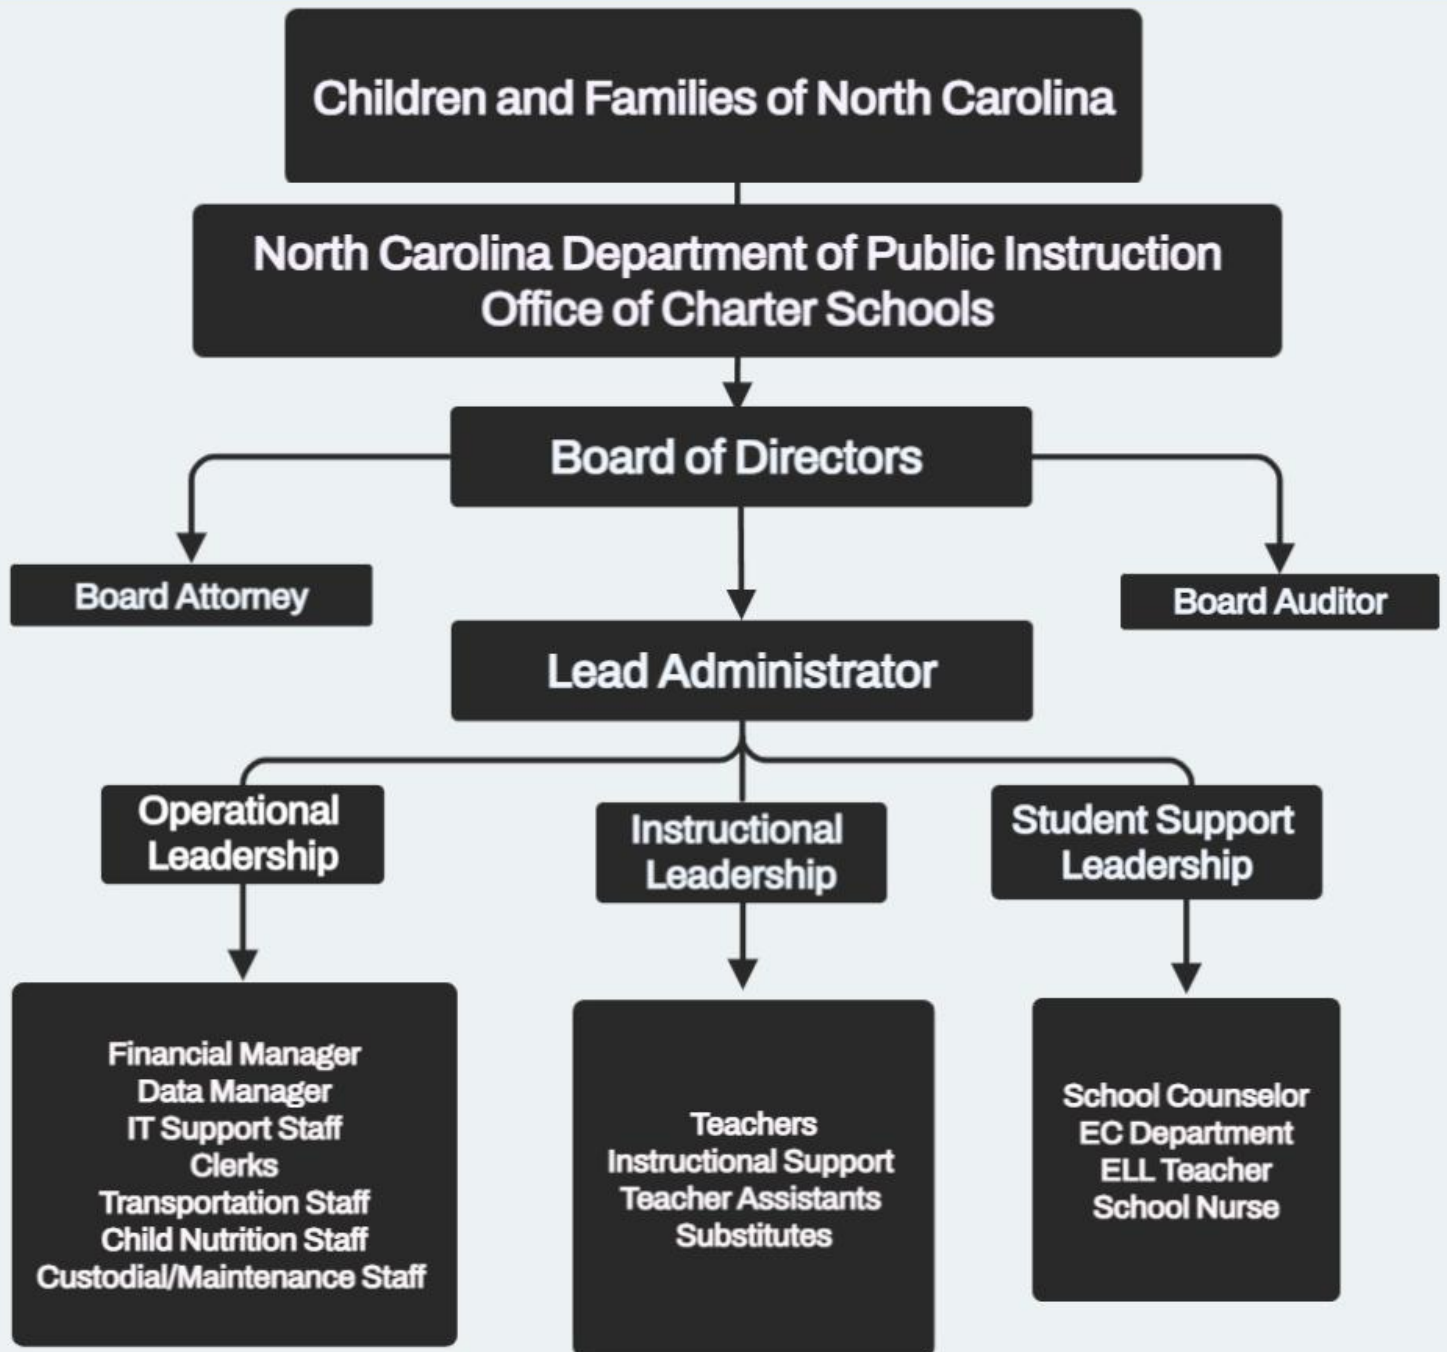 Children and Families of North Carolina
North Carolina Department of Public Instruction
Office of Charter Schools
Board of Directors
Board Attorney
Board Auditor
Lead Administrator
Operational
Leadership
Instructional
Leadership
Student Support
Leadership
Financial Manager
Data Manager
IT Support Staff
Clerks
Transportation Staff
Child Nutrition Staff
Custodial/Maintenance Staff
Teachers
Instructional Support
Teacher Assistants
Substitutes
School Counselor
EC Department
ELL Teacher
School Nurse